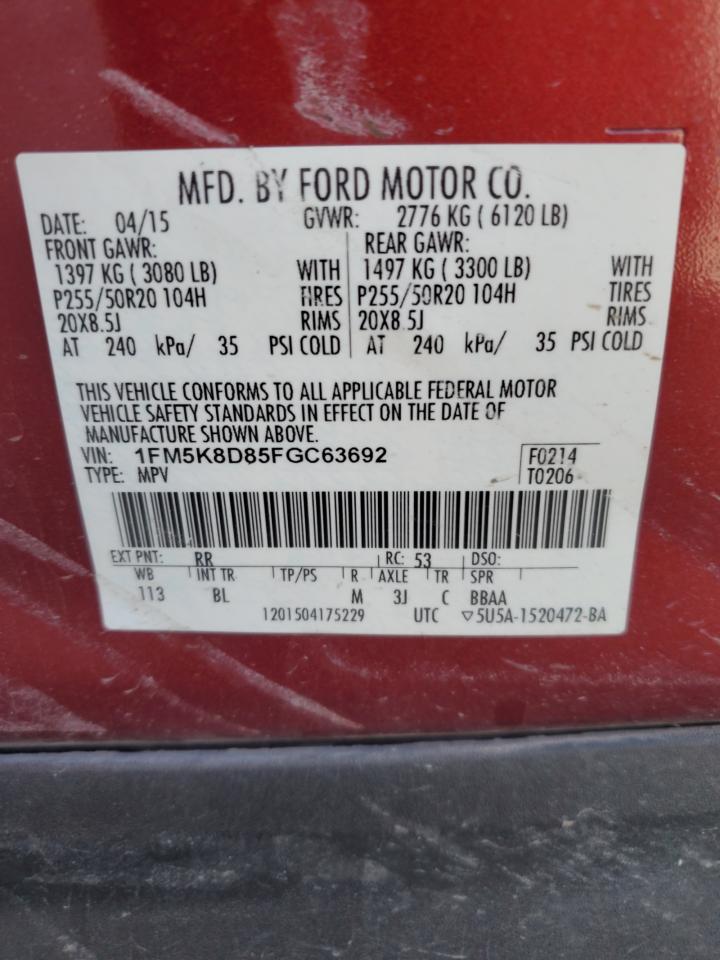 MFD. BY FORD MOTOR CO.
DATE: 04/15 GVWR: 2776 KG ( 6120 LB)
FRONT GAWR: REAR GAWR:
1397 KG ( 3080 LB) WITH 1497 KG ( 3300 LB) WITH
P255/50R20 104H TIRES P255/50R20 104H TIRES
20X8.5J RIMS 20X8.5J RIMS
AT 240 kPa/ 35 PSI COLD AT 240 kPa/ 35 PSI COLD
THIS VEHICLE CONFORMS TO ALL APPLICABLE FEDERAL MOTOR
VEHICLE SAFETY STANDARDS IN EFFECT ON THE DATE OF
MANUFACTURE SHOWN ABOVE.
VIN: 1FM5K8D85FGC63692 F0214
TYPE: MPV T0206
EXT PNT: RR RC: 53 DSO:
WB INT TR TP/PS R AXLE TR SPR
113 BL M 3J C BBAA
1201504175229 UTC ▽5U5A-1520472-BA